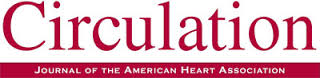 Circulation
JOURNAL OF THE AMERICAN HEART ASSOCIATION